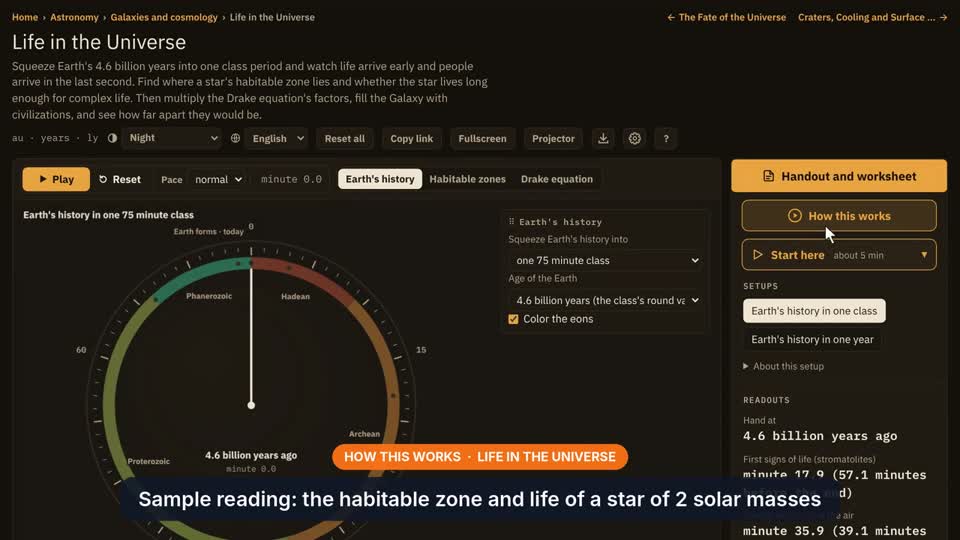 Home › Astronomy › Galaxies and cosmology › Life in the Universe
← The Fate of the Universe Craters, Cooling and Surface ... →
Life in the Universe
Squeeze Earth's 4.6 billion years into one class period and watch life arrive early and people
arrive in the last second. Find where a star's habitable zone lies and whether the star lives long
enough for complex life. Then multiply the Drake equation's factors, fill the Galaxy with
civilizations, and see how far apart they would be.
au · years · ly Night English Reset all Copy link Fullscreen Projector ?
Play Reset Pace normal minute 0.0 Earth's history Habitable zones Drake equation
Earth's history in one 75 minute class
Earth forms · today 0
Phanerozoic
Hadean
60
15
Archean
Proterozoic
4.6 billion years ago
minute 0.0
Earth's history
Squeeze Earth's history into
one 75 minute class
Age of the Earth
4.6 billion years (the class's round va
Color the eons
Handout and worksheet
How this works
Start here about 5 min
SETUPS
Earth's history in one class
Earth's history in one year
About this setup
READOUTS
Hand at
4.6 billion years ago
First signs of life (stromatolites)
minute 17.9 (57.1 minutes
minute 35.9 (39.1 minutes
HOW THIS WORKS · LIFE IN THE UNIVERSE
Sample reading: the habitable zone and life of a star of 2 solar masses